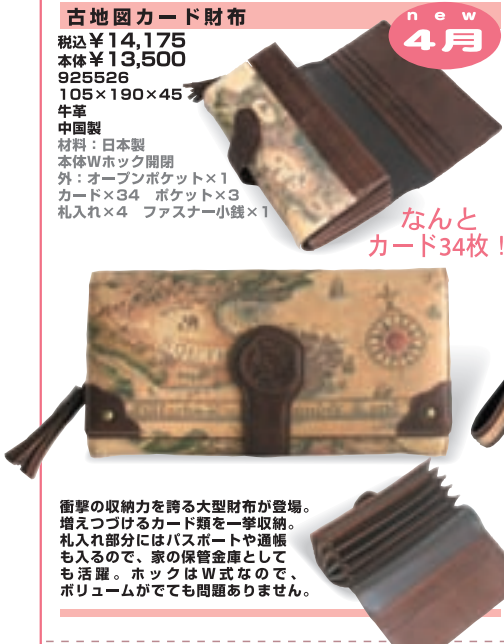 古地図カード財布
new
4月
税込￥14,175
本体￥13,500
925526
105×190×45
牛革
中国製
材料：日本製
本体Wホック開閉
外：オープンポケット×1
カード×34　ポケット×3
札入れ×4　ファスナー小銭×1
なんと
カード34枚！
衝撃の収納力を誇る大型財布が登場。
増えつづけるカード類を一挙収納。
札入れ部分にはパスポートや通帳
も入るので、家の保管金庫として
も活躍。ホックはW式なので、
ボリュームがでても問題ありません。